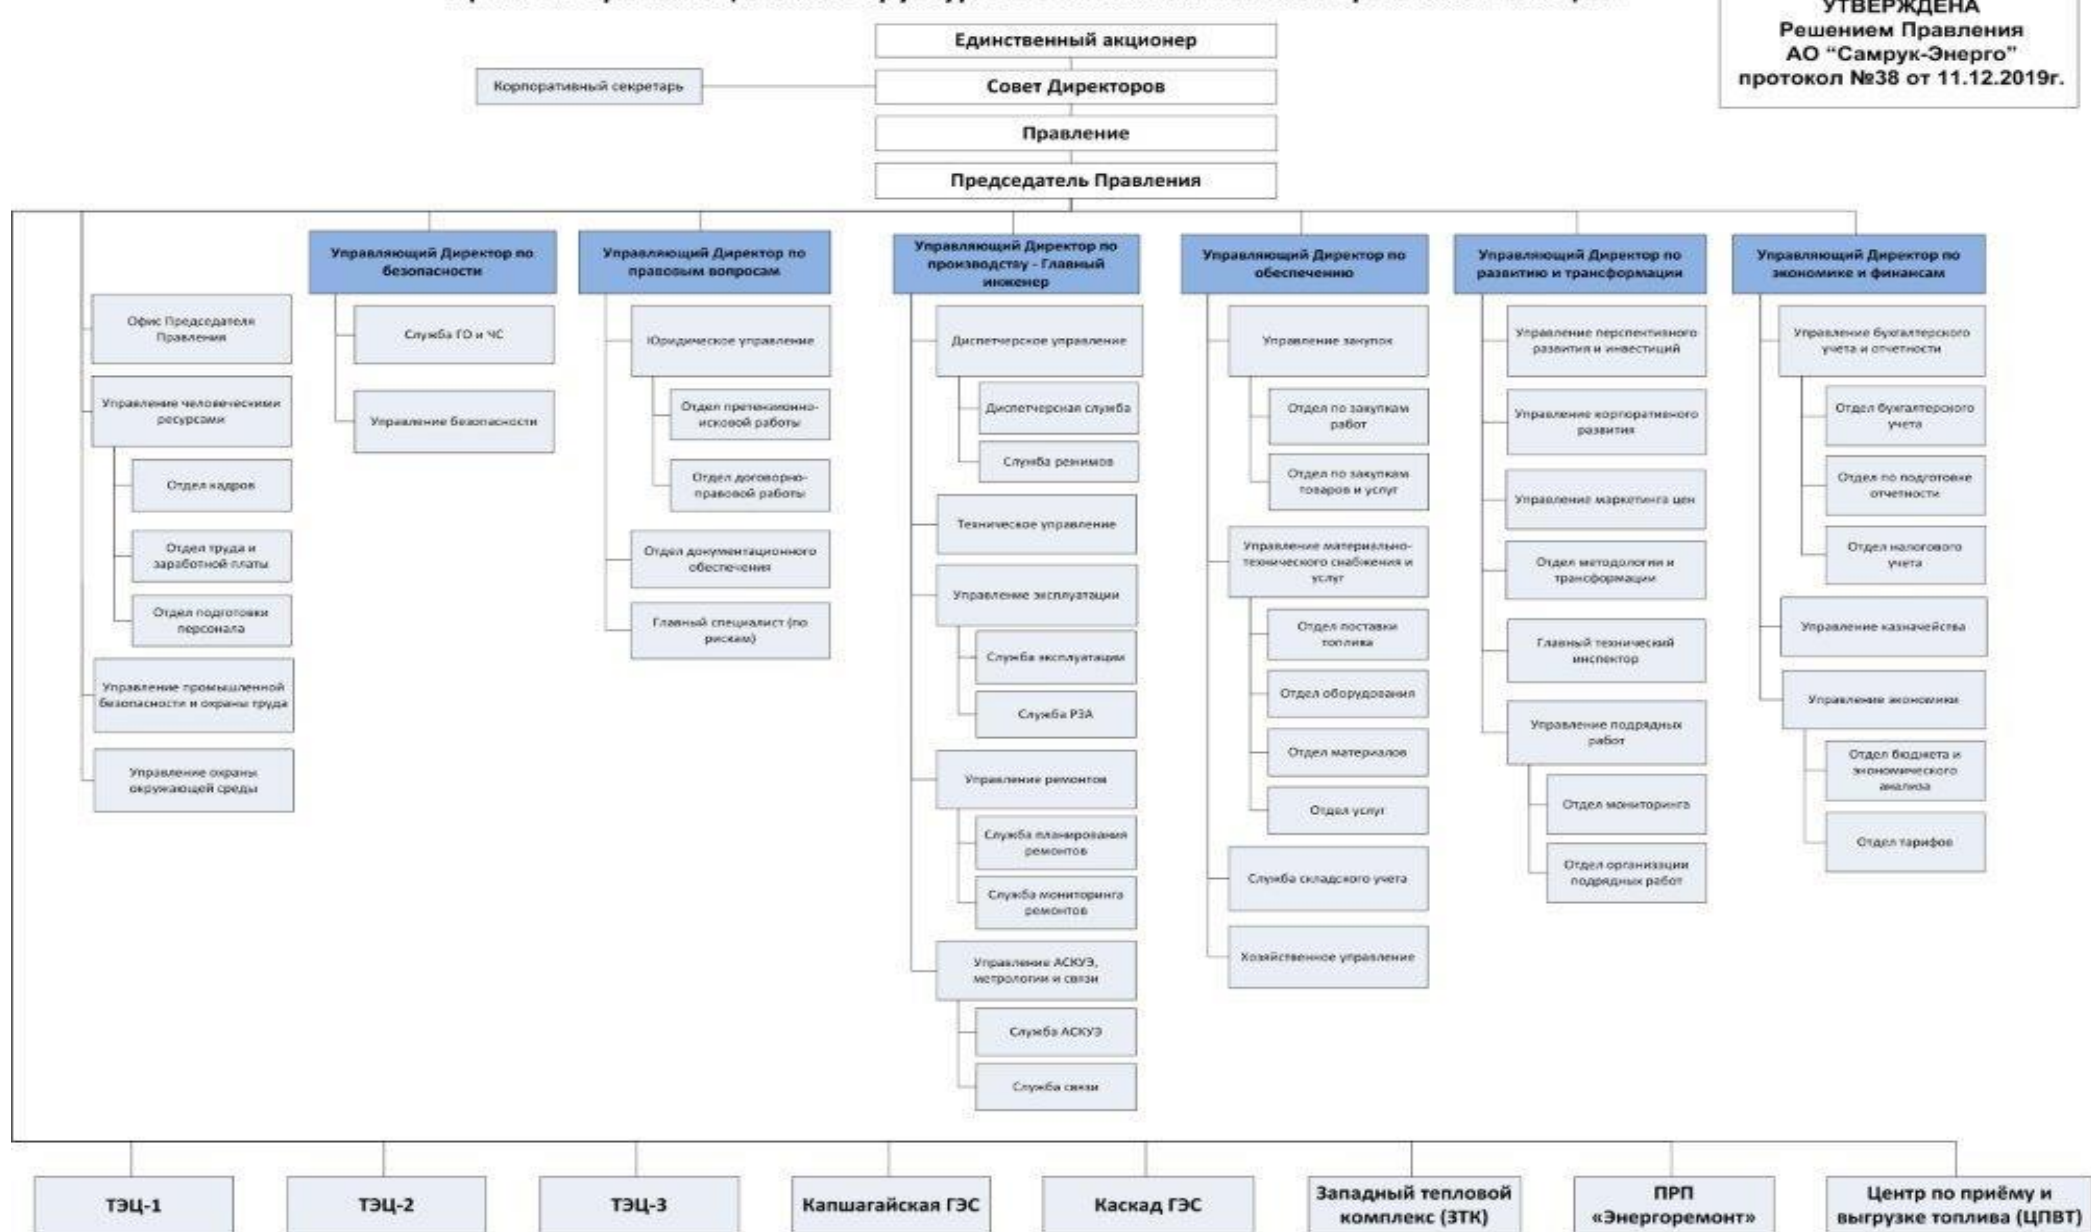 УТВЕРЖДЕНА
Решением Правления
АО “Самрук-Энерго”
протокол №38 от 11.12.2019г.
Единственный акционер
Корпоративный секретарь
Совет Директоров
Правление
Председатель Правления
Офис Председателя
Правления
Управление человеческими
ресурсами
Отдел кадров
Отдел труда и
заработной платы
Отдел подготовки
персонала
Управление промышленной
безопасности и охраны труда
Управление охраны
окружающей среды
Управляющий Директор по
безопасности
Служба ГО и ЧС
Управление безопасности
Управляющий Директор по
правовым вопросам
Юридическое управление
Отдел претензионно-
исковой работы
Отдел договорно-
правовой работы
Отдел документационного
обеспечения
Главный специалист (по
рискам)
Управляющий Директор по
производству - Главный
инженер
Диспетчерское управление
Диспетчерская служба
Служба режимов
Техническое управление
Управление эксплуатации
Служба эксплуатации
Служба РЗА
Управление ремонтов
Служба планирования
ремонтов
Служба мониторинга
ремонтов
Управление АСКУЭ,
метрологии и связи
Служба АСКУЭ
Служба связи
Управляющий Директор по
обеспечению
Управление закупок
Отдел по закупкам
работ
Отдел по закупкам
товаров и услуг
Управление материально-
технического снабжения и
услуг
Отдел поставки
топлива
Отдел оборудования
Отдел материалов
Отдел услуг
Служба складского учета
Хозяйственное управление
Управляющий Директор по
развитию и трансформации
Управление перспективного
развития и инвестиций
Управление корпоративного
развития
Управление маркетинга цен
Отдел методологии и
трансформации
Главный технический
инспектор
Управление подрядных
работ
Отдел мониторинга
Отдел организации
подрядных работ
Управляющий Директор по
экономике и финансам
Управление бухгалтерского
учета и отчетности
Отдел бухгалтерского
учета
Отдел по подготовке
отчетности
Отдел налогового
учета
Управление казначейства
Управление экономики
Отдел бюджета и
экономического
анализа
Отдел тарифов
ТЭЦ-1
ТЭЦ-2
ТЭЦ-3
Капшагайская ГЭС
Каскад ГЭС
Западный тепловой
комплекс (ЗТК)
ПРП
«Энергоремонт»
Центр по приёму и
выгрузке топлива (ЦПВТ)